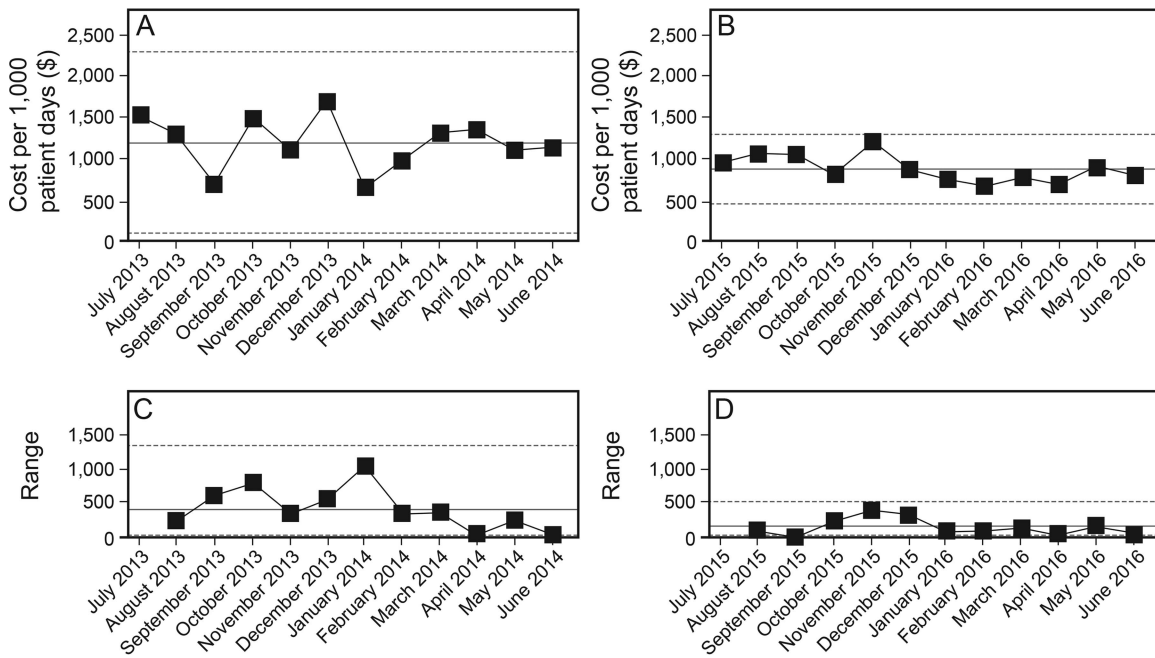 A
Cost per 1,000
patient days ($)
2,500
2,000
1,500
1,000
500
0
July 2013
August 2013
September 2013
October 2013
November 2013
December 2013
January 2014
February 2014
March 2014
April 2014
May 2014
June 2014
B
Cost per 1,000
patient days ($)
2,500
2,000
1,500
1,000
500
0
July 2015
August 2015
September 2015
October 2015
November 2015
December 2015
January 2016
February 2016
March 2016
April 2016
May 2016
June 2016
C
Range
1,500
1,000
500
0
July 2013
August 2013
September 2013
October 2013
November 2013
December 2013
January 2014
February 2014
March 2014
April 2014
May 2014
June 2014
D
Range
1,500
1,000
500
0
July 2015
August 2015
September 2015
October 2015
November 2015
December 2015
January 2016
February 2016
March 2016
April 2016
May 2016
June 2016